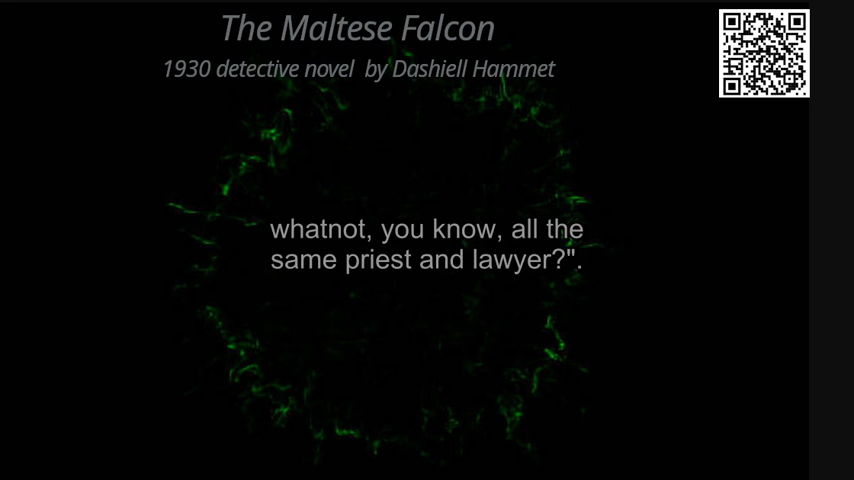 The Maltese Falcon
1930 detective novel by Dashiell Hammet
whatnot, you know, all the
same priest and lawyer?".